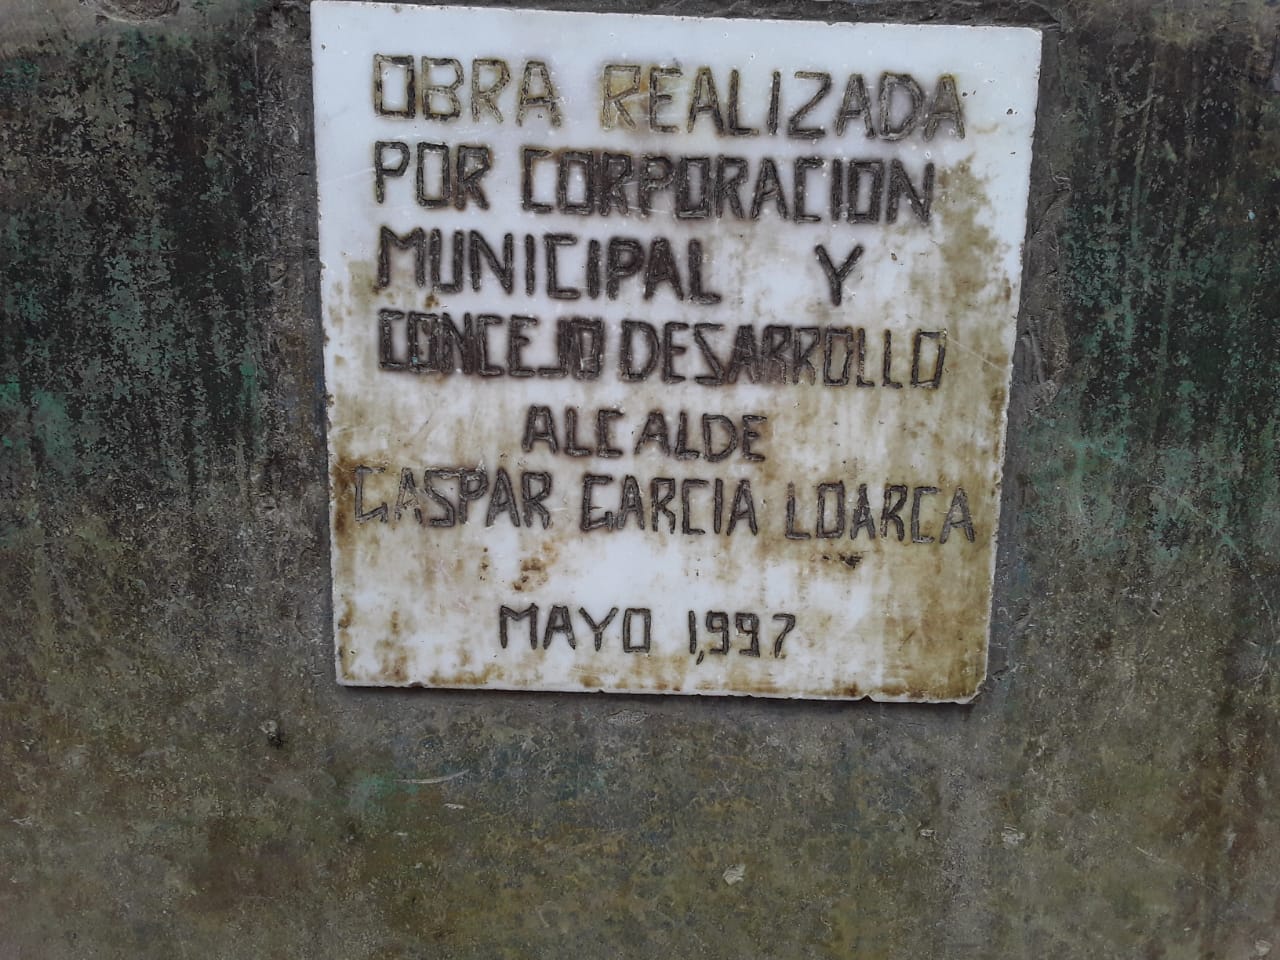 OBRA REALIZADA
POR CORPORACION
MUNICIPAL Y
CONCEJO DESARROLLO
ALCALDE
GASPAR GARCIA LOARCA
MAYO 1,997